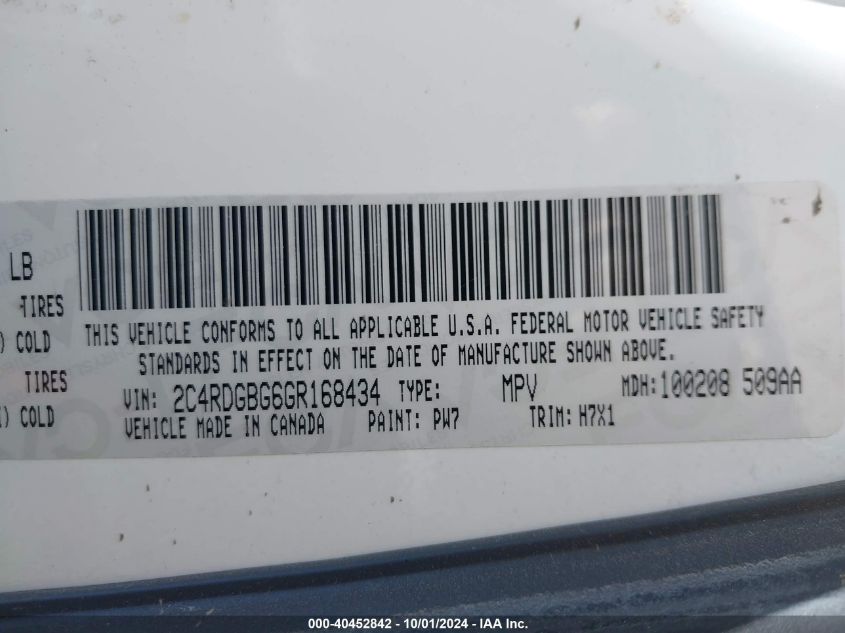 LB
TIRES
) COLD
TIRES
) COLD
THIS VEHICLE CONFORMS TO ALL APPLICABLE U.S.A. FEDERAL MOTOR VEHICLE SAFETY
STANDARDS IN EFFECT ON THE DATE OF MANUFACTURE SHOWN ABOVE.
VIN: 2C4RDGBG6GR168434 TYPE: MPV MDH:100208 509AA
VEHICLE MADE IN CANADA PAINT: PW7 TRIM: H7X1
000-40452842 - 10/01/2024 - IAA Inc.